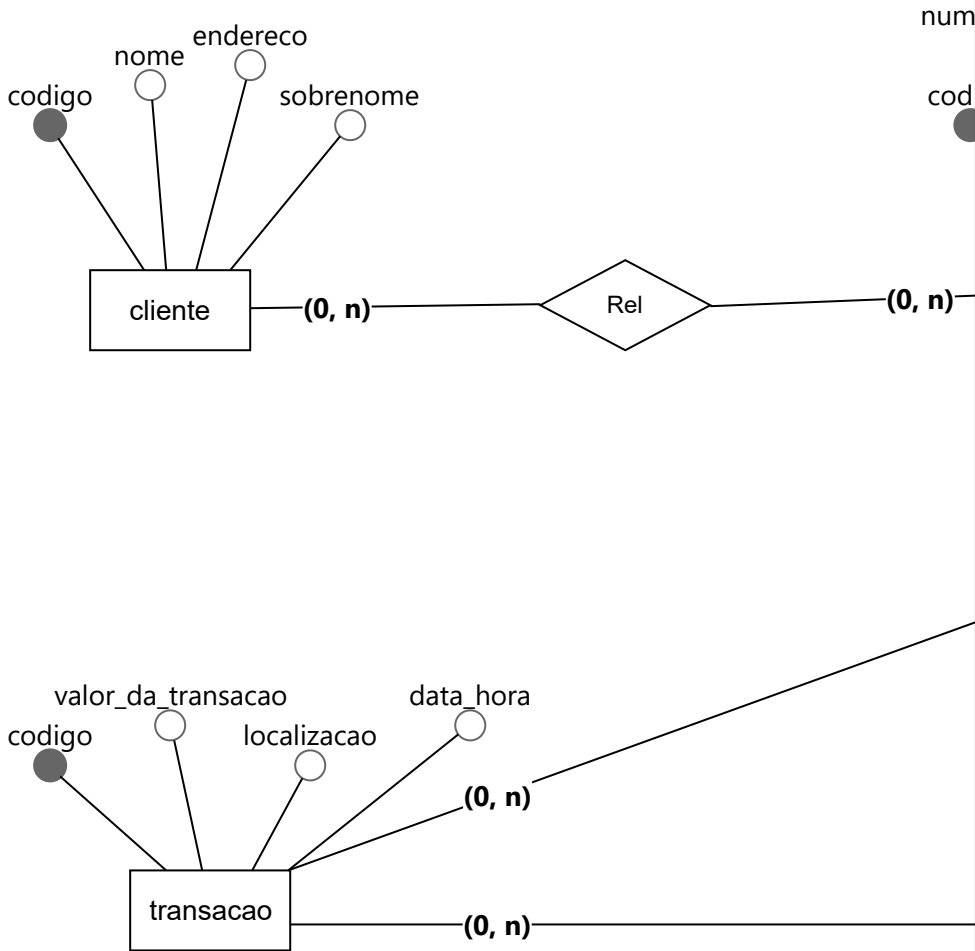 num
endereco
nome
codigo
sobrenome
cod
cliente
(0, n)
Rel
(0, n)
valor_da_transacao
data_hora
codigo
localizacao
(0, n)
transacao
(0, n)